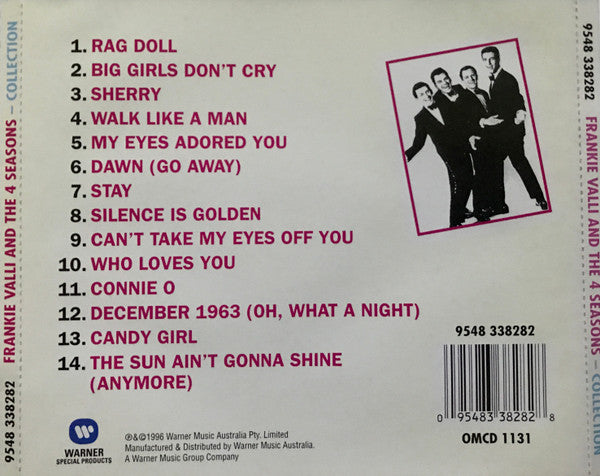 9548 338282 FRANKIE VALLI AND THE 4 SEASONS – COLLECTION
1. RAG DOLL
2. BIG GIRLS DON'T CRY
3. SHERRY
4. WALK LIKE A MAN
5. MY EYES ADORED YOU
6. DAWN (GO AWAY)
7. STAY
8. SILENCE IS GOLDEN
9. CAN'T TAKE MY EYES OFF YOU
10. WHO LOVES YOU
11. CONNIE O
12. DECEMBER 1963 (OH, WHAT A NIGHT)
13. CANDY GIRL
14. THE SUN AIN'T GONNA SHINE
(ANYMORE)
WARNER
SPECIAL PRODUCTS
℗&©1996 Warner Music Australia Pty. Limited
Manufactured & Distributed by Warner Music Australia.
A Warner Music Group Company
9548 338282
0 95483 38282 8
OMCD 1131
9548 338282 FRANKIE VALLI AND THE 4 SEASONS – COLLECTION